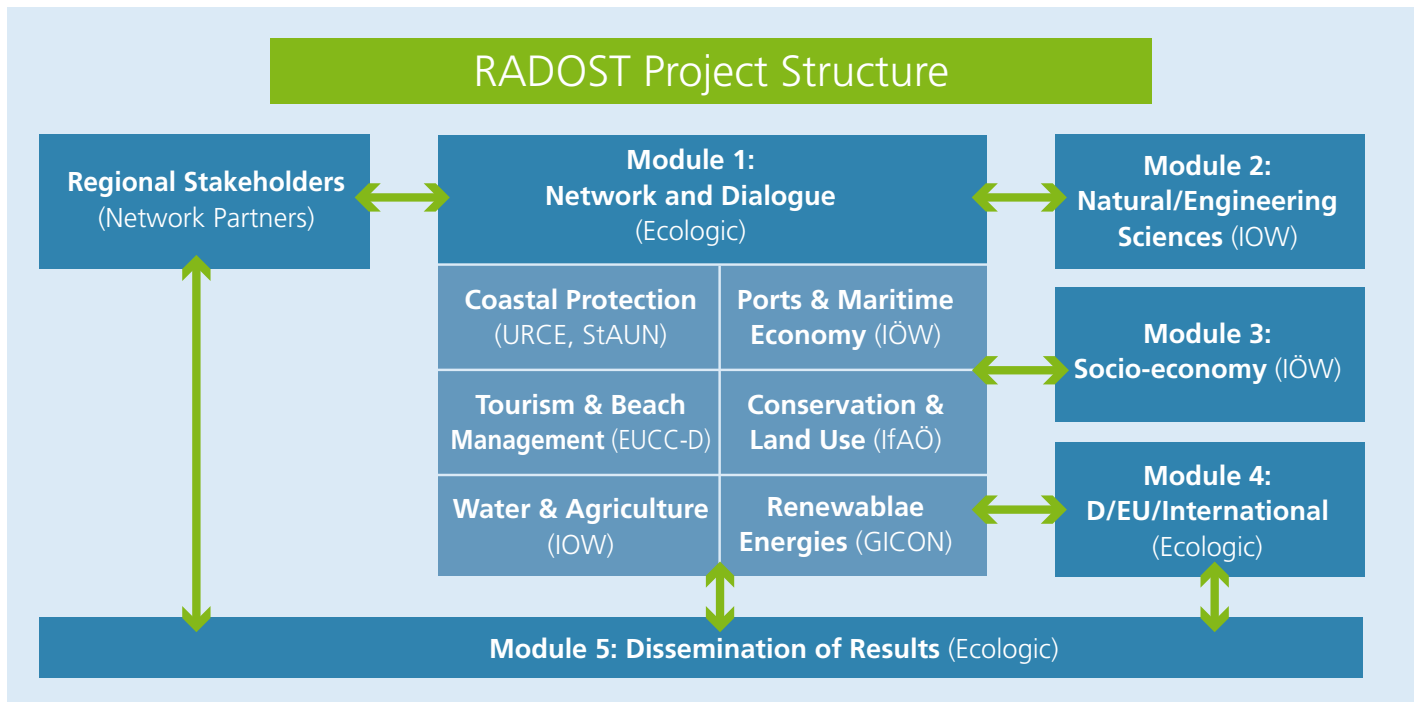 RADOST Project Structure
Regional Stakeholders
(Network Partners)
Module 1:
Network and Dialogue
(Ecologic)
Module 2:
Natural/Engineering
Sciences (IOW)
Coastal Protection
(URCE, StAUN)
Ports & Maritime
Economy (IÖW)
Module 3:
Socio-economy (IÖW)
Tourism & Beach
Management (EUCC-D)
Conservation &
Land Use (IfAÖ)
Module 4:
D/EU/International
(Ecologic)
Water & Agriculture
(IOW)
Renewablae
Energies (GICON)
Module 5: Dissemination of Results (Ecologic)